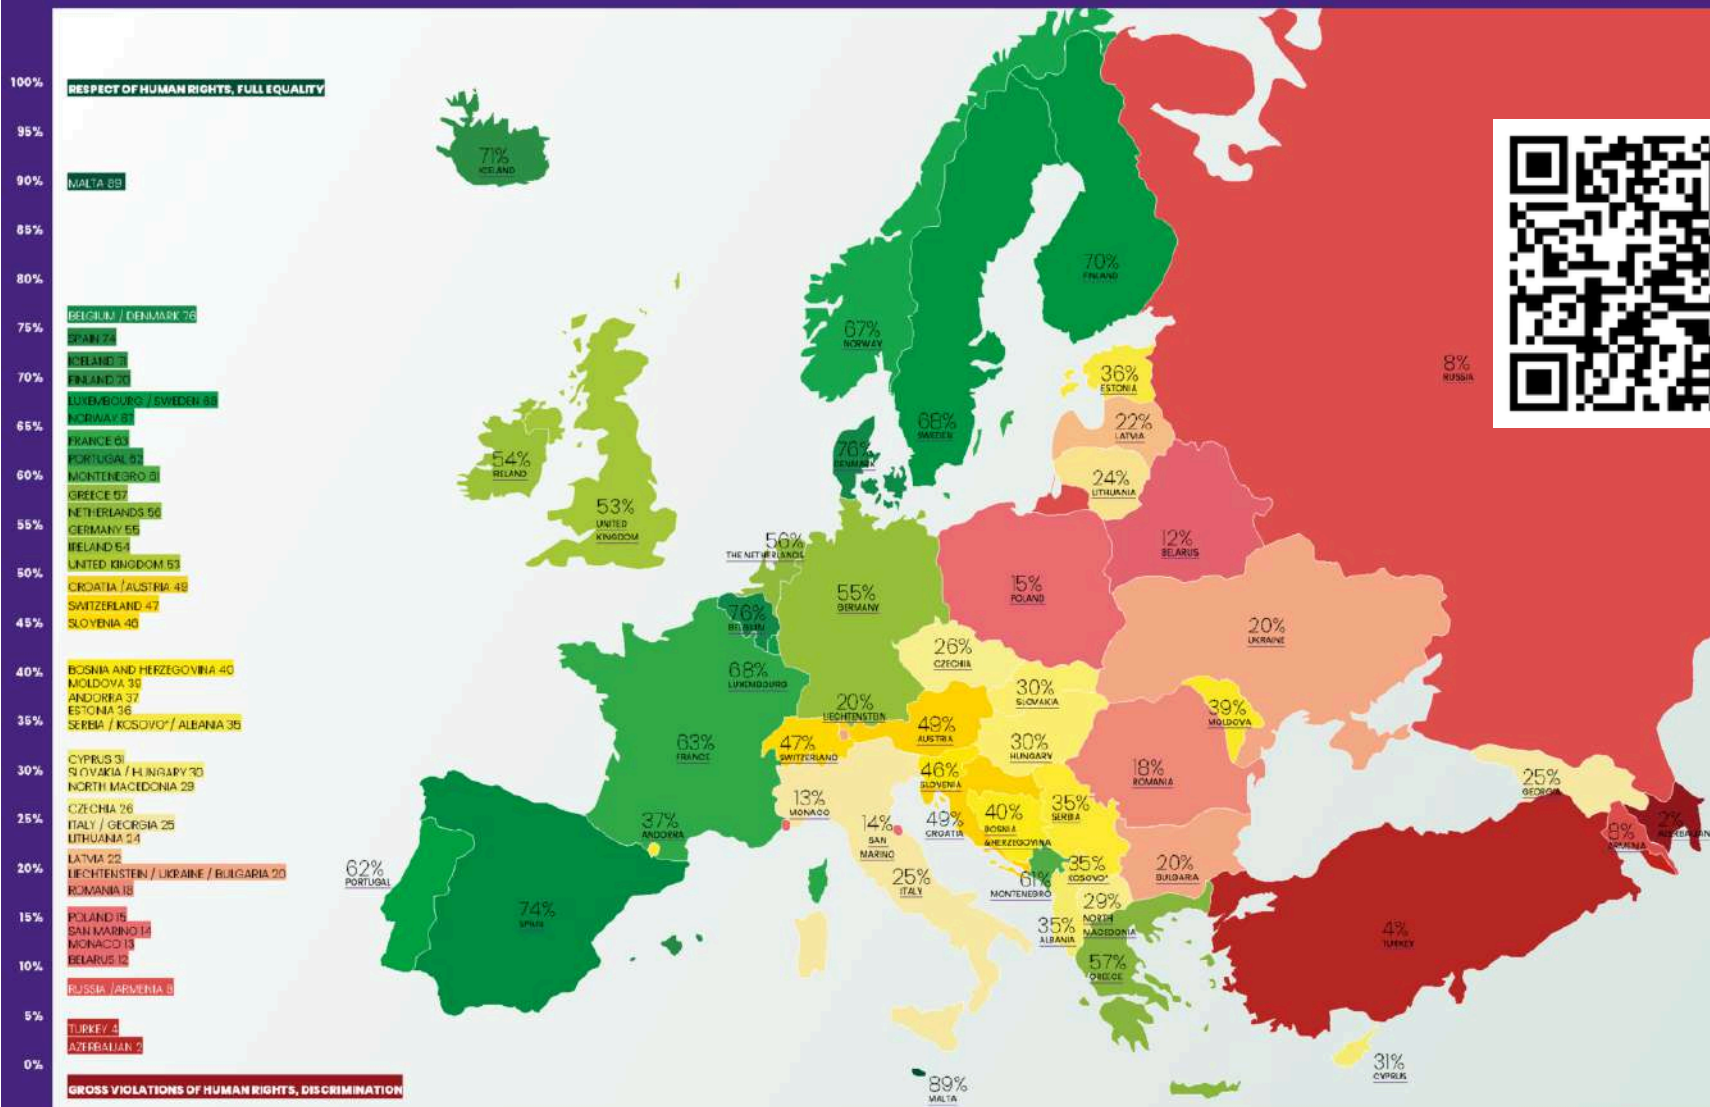 100%
RESPECT OF HUMAN RIGHTS, FULL EQUALITY
95%
90%
MALTA 89
85%
80%
BELGIUM / DENMARK 76
75%
SPAIN 74
ICELAND 71
70%
FINLAND 70
LUXEMBOURG / SWEDEN 68
NORWAY 67
65%
FRANCE 63
PORTUGAL 62
60%
MONTENEGRO 61
GREECE 57
NETHERLANDS 56
55%
GERMANY 55
IRELAND 54
UNITED KINGDOM 53
50%
CROATIA / AUSTRIA 49
SWITZERLAND 47
45%
SLOVENIA 46
40%
BOSNIA AND HERZEGOVINA 40
MOLDOVA 39
ANDORRA 37
ESTONIA 36
35%
SERBIA / KOSOVO* / ALBANIA 35
CYPRUS 31
30%
SLOVAKIA / HUNGARY 30
NORTH MACEDONIA 29
CZECHIA 26
25%
ITALY / GEORGIA 25
LITHUANIA 24
LATVIA 22
20%
LIECHTENSTEIN / UKRAINE / BULGARIA 20
ROMANIA 18
15%
POLAND 15
SAN MARINO 14
MONACO 13
10%
BELARUS 12
RUSSIA / ARMENIA 8
5%
TURKEY 4
AZERBAIJAN 2
0%
GROSS VIOLATIONS OF HUMAN RIGHTS, DISCRIMINATION
71%
ICELAND
70%
FINLAND
67%
NORWAY
8%
RUSSIA
36%
ESTONIA
68%
SWEDEN
22%
LATVIA
76%
DENMARK
54%
IRELAND
24%
LITHUANIA
53%
UNITED
KINGDOM
56%
THE NETHERLANDS
12%
BELARUS
55%
GERMANY
15%
POLAND
76%
BELGIUM
20%
UKRAINE
26%
CZECHIA
68%
LUXEMBOURG
30%
SLOVAKIA
20%
LIECHTENSTEIN
39%
MOLDOVA
49%
AUSTRIA
63%
FRANCE
47%
SWITZERLAND
30%
HUNGARY
46%
SLOVENIA
18%
ROMANIA
25%
GEORGIA
13%
MONACO
35%
SERBIA
40%
BOSNIA
&HERZEGOVINA
49%
CROATIA
37%
ANDORRA
14%
SAN
MARINO
2%
AZERBAIJAN
8%
ARMENIA
62%
PORTUGAL
25%
ITALY
61%
MONTENEGRO
35%
KOSOVO*
20%
BULGARIA
74%
SPAIN
29%
NORTH
MACEDONIA
35%
ALBANIA
4%
TURKEY
57%
GREECE
31%
CYPRUS
89%
MALTA